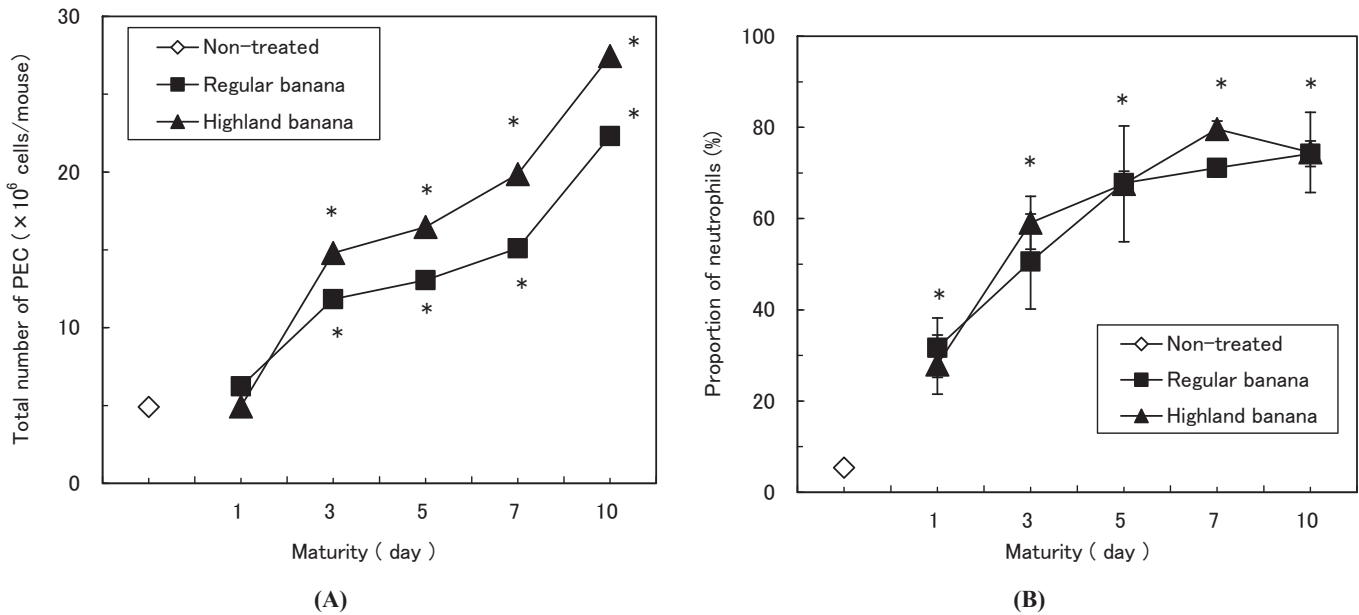 Total number of PEC ( × 10⁶ cells/mouse)
30
20
10
0
Non-treated
Regular banana
Highland banana
*
*
*
*
*
*
*
*
1 3 5 7 10
Maturity ( day )
(A)
Proportion of neutrophils (%)
100
80
60
40
20
0
*
*
*
*
*
Non-treated
Regular banana
Highland banana
1 3 5 7 10
Maturity ( day )
(B)